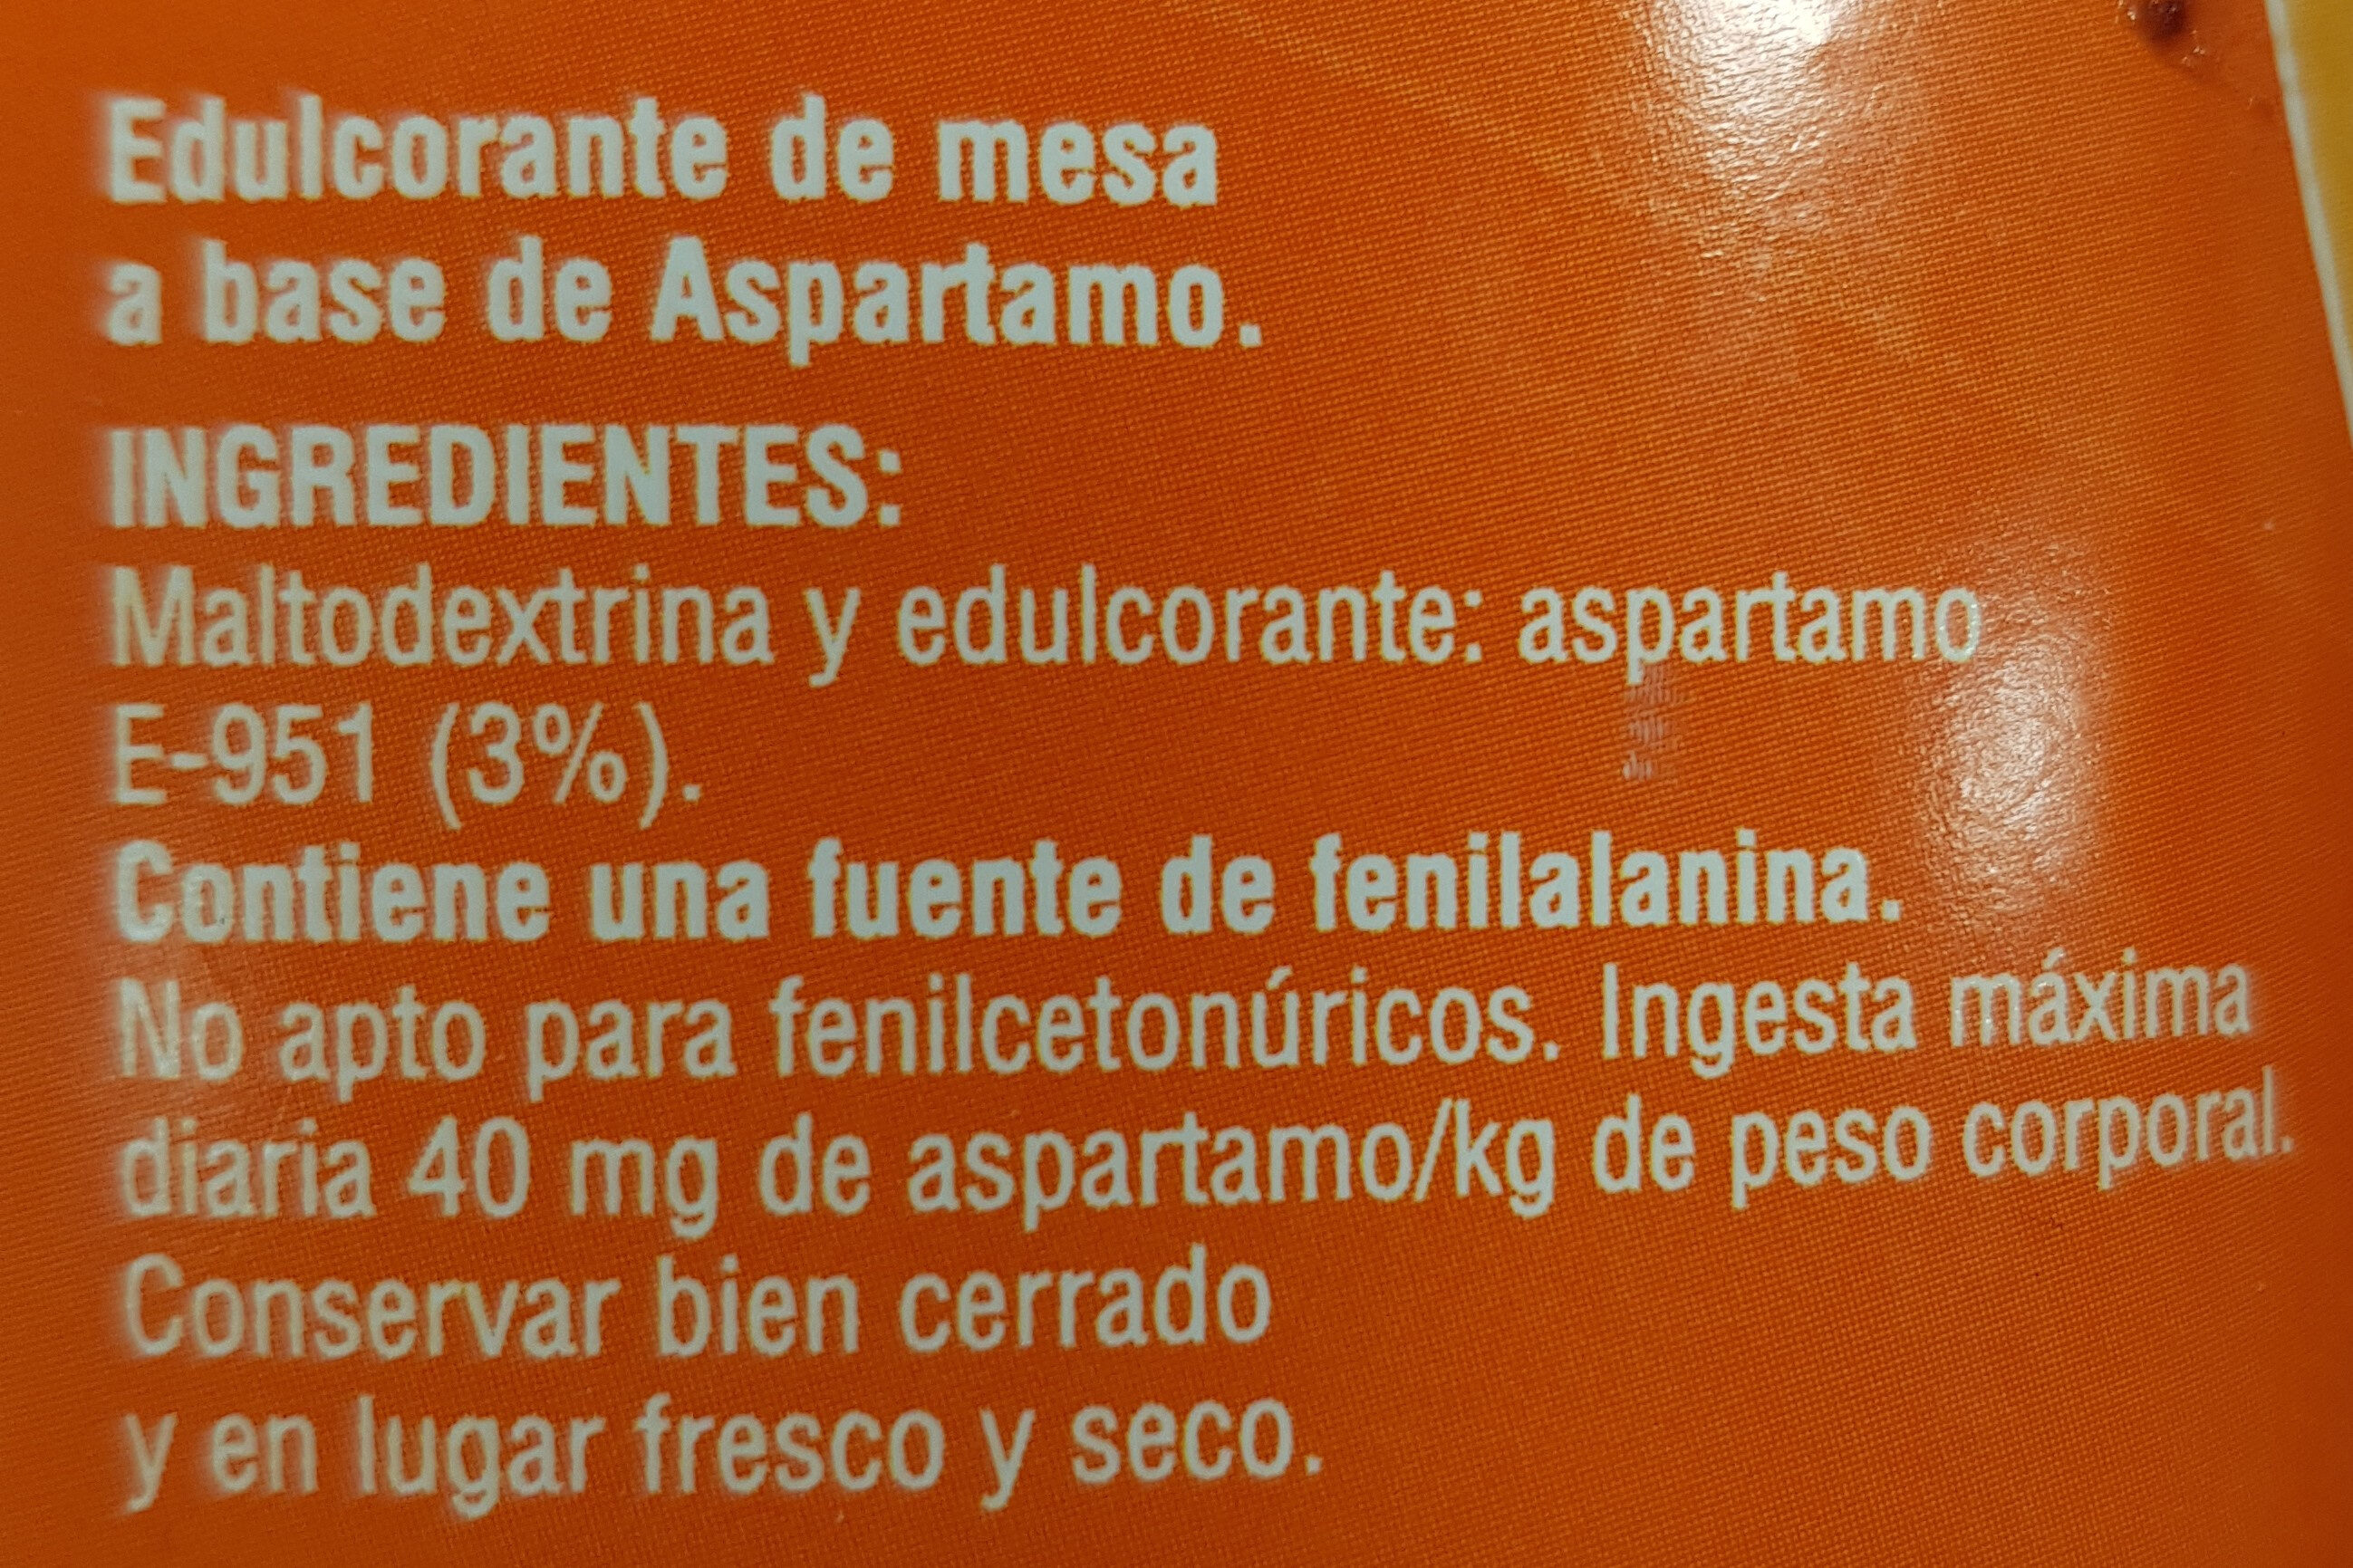 Edulcorante de mesa
a base de Aspartamo.
INGREDIENTES:
Maltodextrina y edulcorante: aspartamo
E-951 (3%).
Contiene una fuente de fenilalanina.
No apto para fenilcetonúricos. Ingesta máxima
diaria 40 mg de aspartamo/kg de peso corporal.
Conservar bien cerrado
y en lugar fresco y seco.